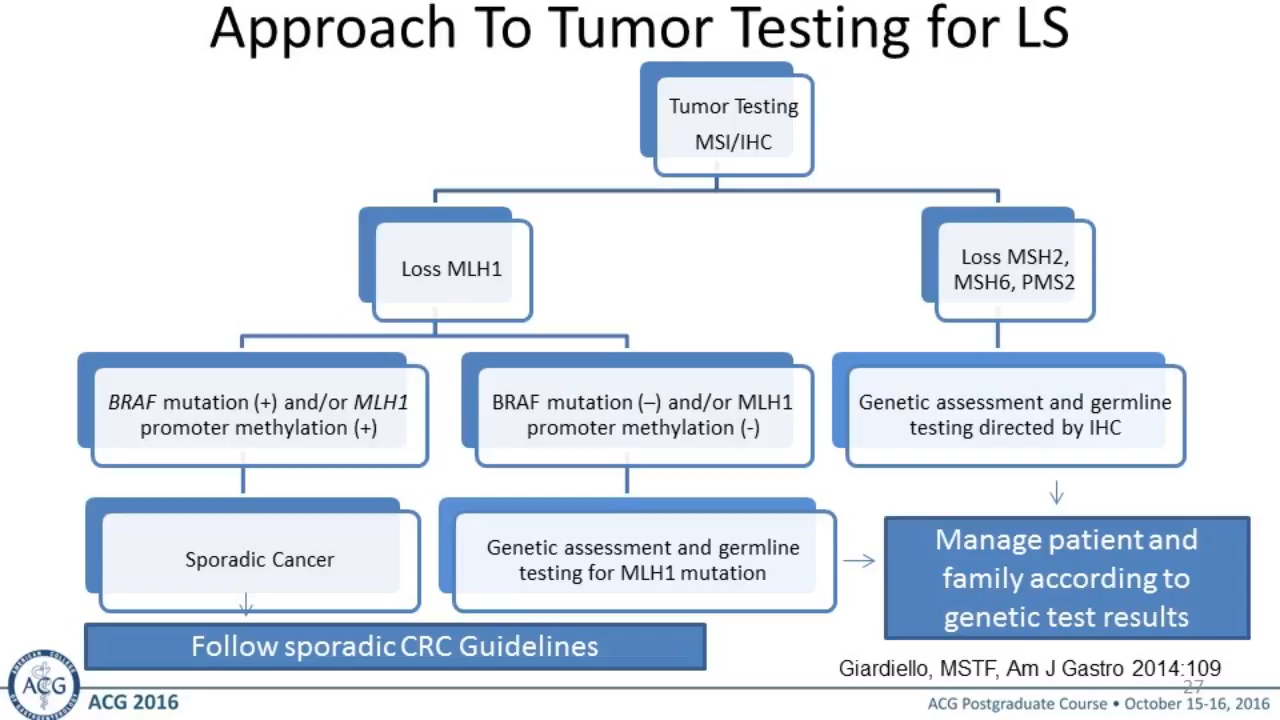 Approach To Tumor Testing for LS
Tumor Testing
MSI/IHC
Loss MLH1
Loss MSH2,
MSH6, PMS2
BRAF mutation (+) and/or MLH1
promoter methylation (+)
BRAF mutation (–) and/or MLH1
promoter methylation (-)
Genetic assessment and germline
testing directed by IHC
Sporadic Cancer
Genetic assessment and germline
testing for MLH1 mutation
Manage patient and
family according to
genetic test results
Follow sporadic CRC Guidelines
Giardiello, MSTF, Am J Gastro 2014:109
27
ACG
ACG 2016
ACG Postgraduate Course • October 15-16, 2016